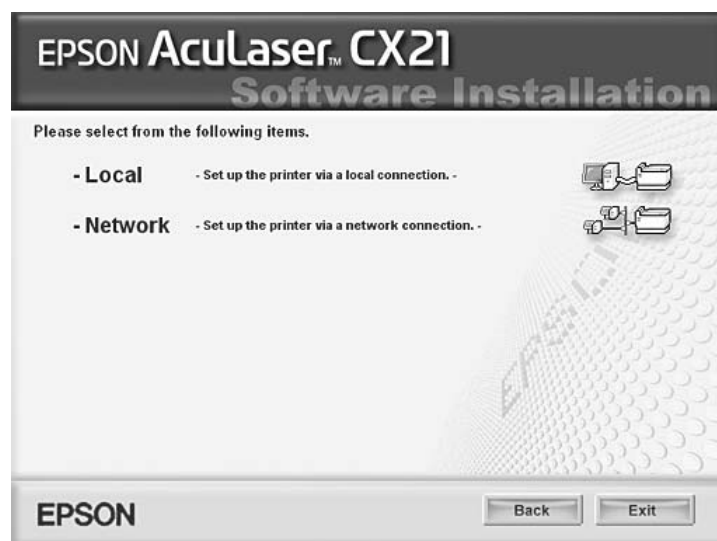 EPSON AcuLaser™ CX21
Software Installation
Please select from the following items.
- Local - Set up the printer via a local connection. -
- Network - Set up the printer via a network connection. -
EPSON
EPSON
Back Exit